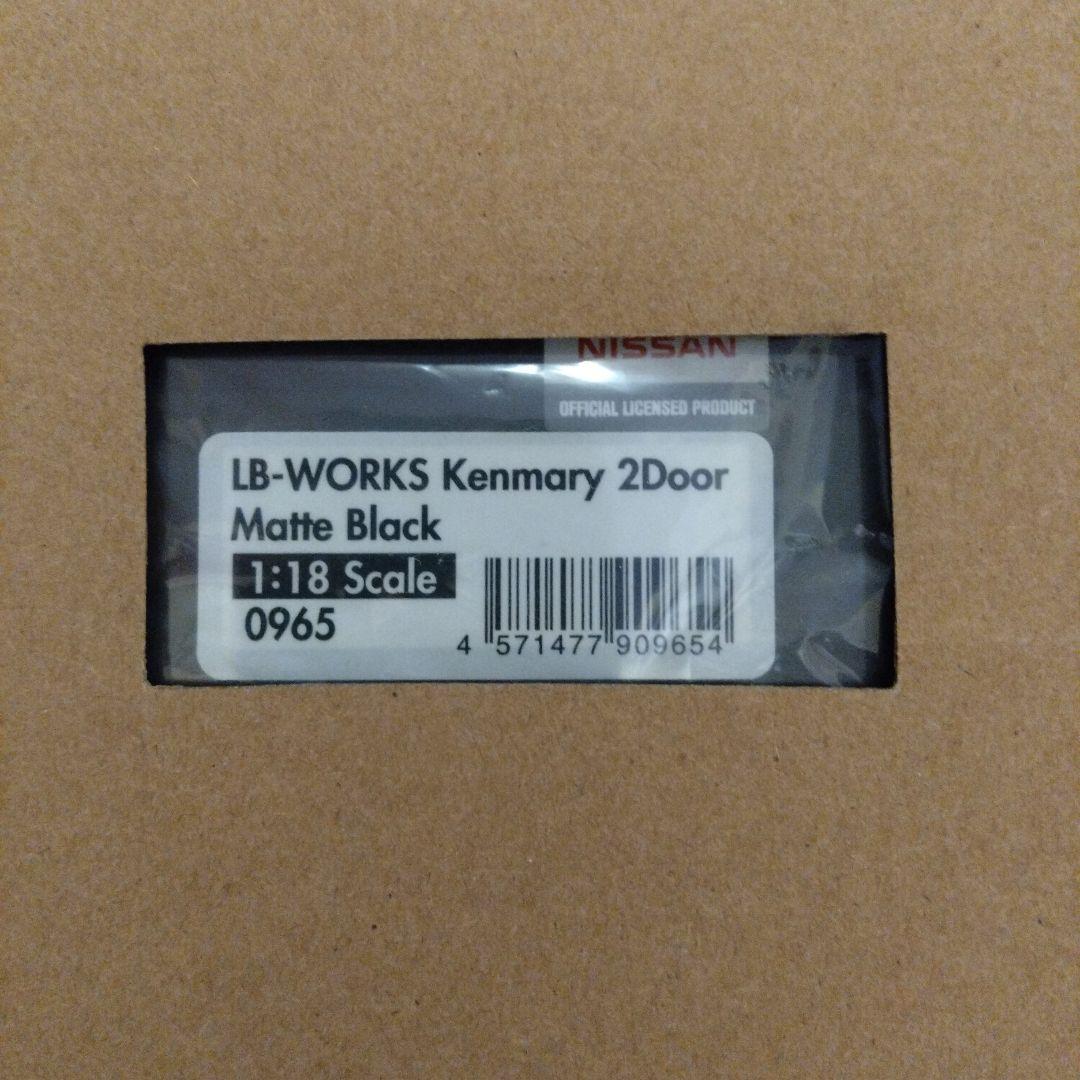 NISSAN
OFFICIAL LICENSED PRODUCT
LB-WORKS Kenmary 2Door
Matte Black
1:18 Scale
0965
4 571477 909654